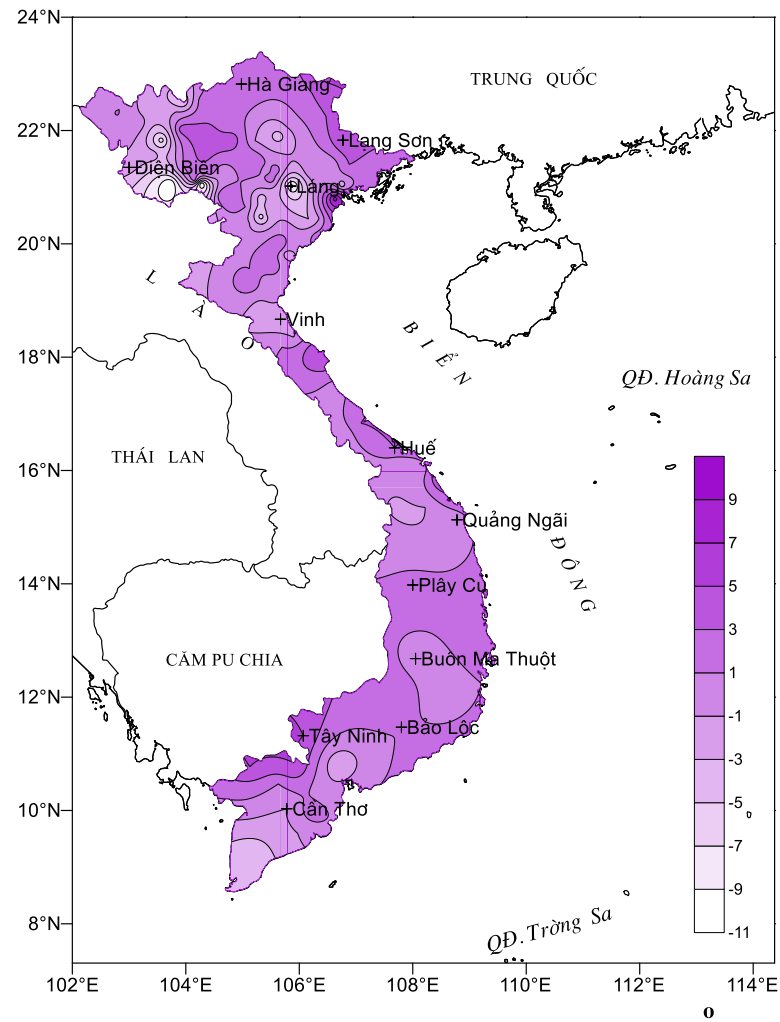 24°N
TRUNG QUỐC
Hà Giang
22°N
Lạng Sơn
Điện Biên
Láng
20°N
LÀO
Vinh
18°N
BIỂN
QĐ. Hoàng Sa
THÁI LAN
Huế
16°N
Quảng Ngãi
ĐÔNG
14°N
Plây Cu
CĂM PU CHIA
Buôn Ma Thuột
12°N
Bảo Lộc
Tây Ninh
10°N
Cần Thơ
8°N
QĐ. Trờng Sa
9
7
5
3
1
-1
-3
-5
-7
-9
-11
102°E 104°E 106°E 108°E 110°E 112°E 114°E
o